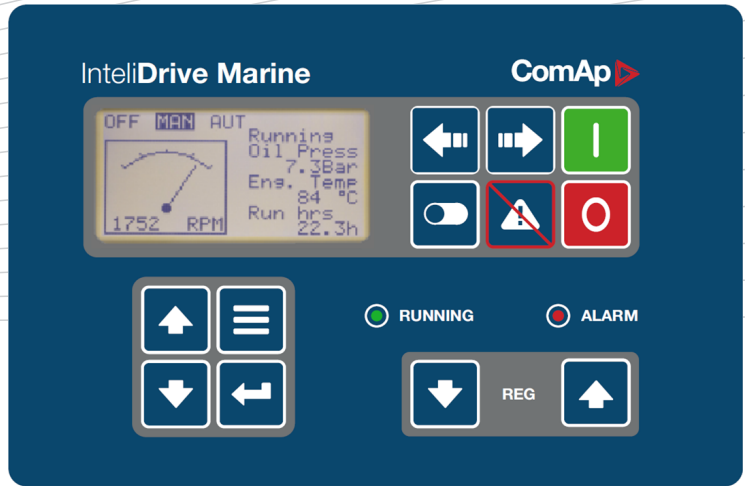 InteliDrive Marine
ComAp
OFF MAN AUT
Running
Oil Press
7.3Bar
Eng. Temp
84 °C
Run hrs
22.3h
1752 RPM
RUNNING
ALARM
REG